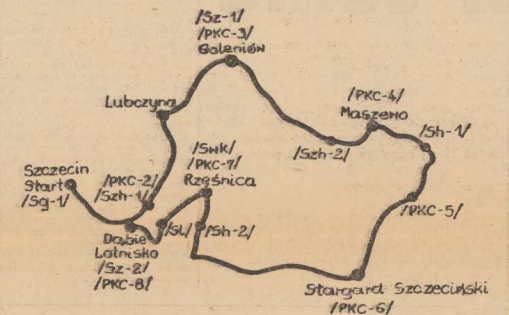 /Sz-1/
/PKC-3/
Goleniów
Lubczyna
/PKC-4/
Maszewo
/Sh-1/
/Szh-2/
/Swk/
/PKC-7/
Rześnica
Szczecin
Start
/Sg-1/
/PKC-2/
/Szh-1/
/PKC-5/
/Sl/
/Sh-2/
Dąbie
Lotnisko
/Sz-2/
/PKC-8/
Stargard Szczeciński
/PKC-6/